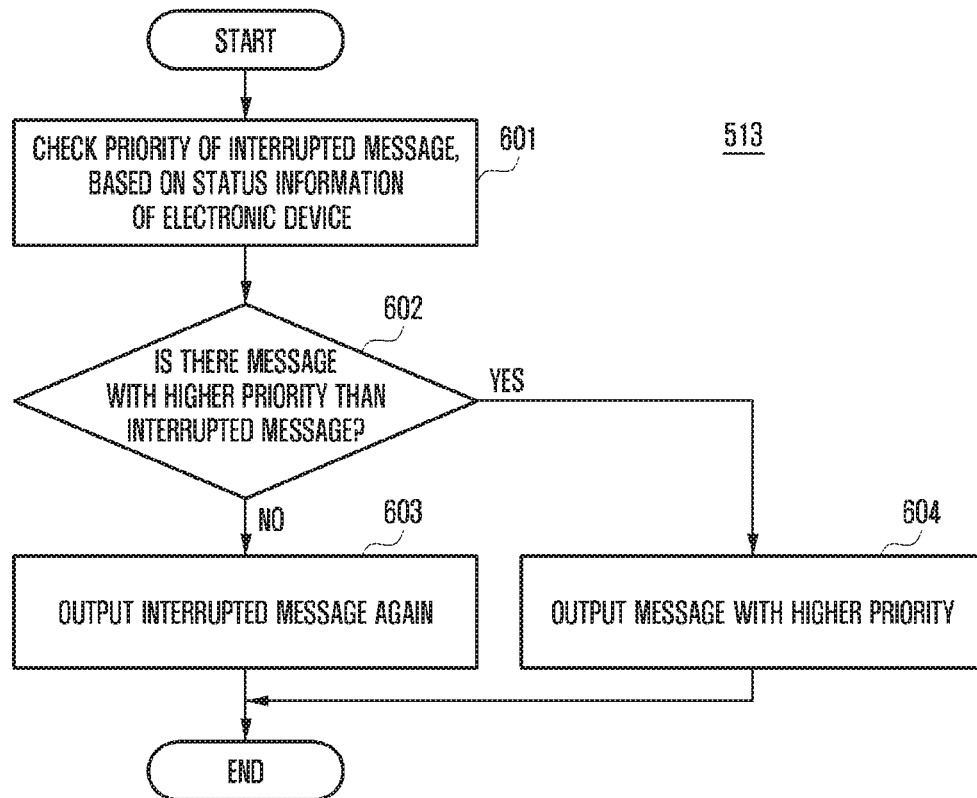 START
CHECK PRIORITY OF INTERRUPTED MESSAGE,
BASED ON STATUS INFORMATION
OF ELECTRONIC DEVICE
601
513
602
IS THERE MESSAGE
WITH HIGHER PRIORITY THAN
INTERRUPTED MESSAGE?
YES
NO
603
604
OUTPUT INTERRUPTED MESSAGE AGAIN
OUTPUT MESSAGE WITH HIGHER PRIORITY
END